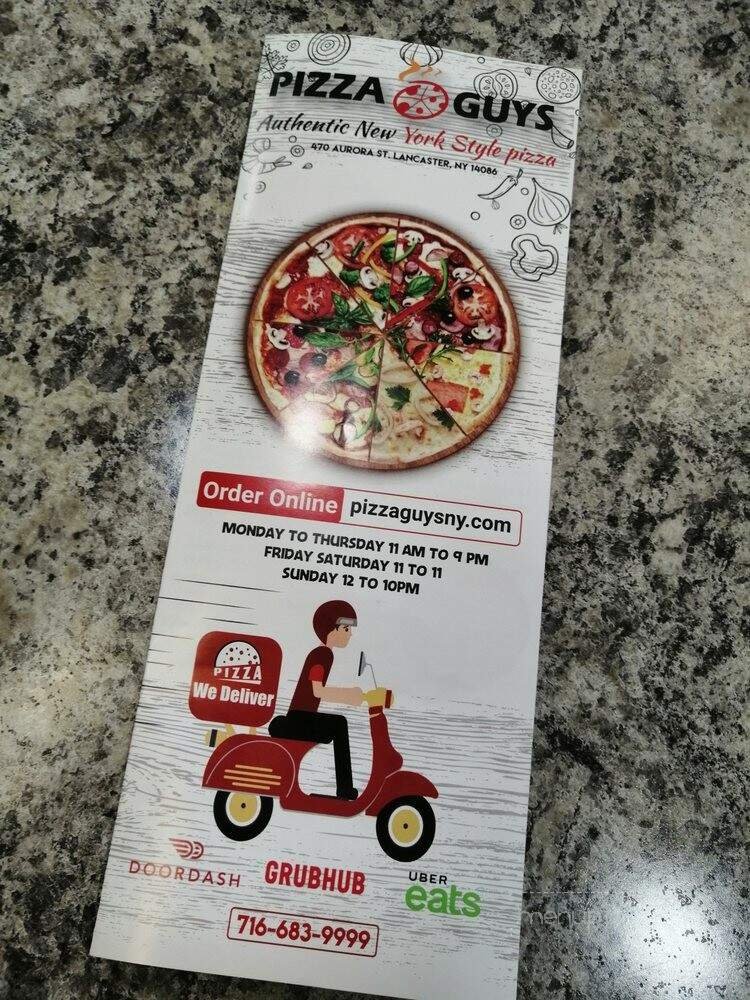 PIZZA GUYS
Authentic New York Style pizza
470 AURORA ST. LANCASTER, NY 14086
Order Online pizzaguysny.com
MONDAY TO THURSDAY 11 AM TO 9 PM
FRIDAY SATURDAY 11 TO 11
SUNDAY 12 TO 10PM
PIZZA
We Deliver
DOORDASH GRUBHUB UBER eats
716-683-9999